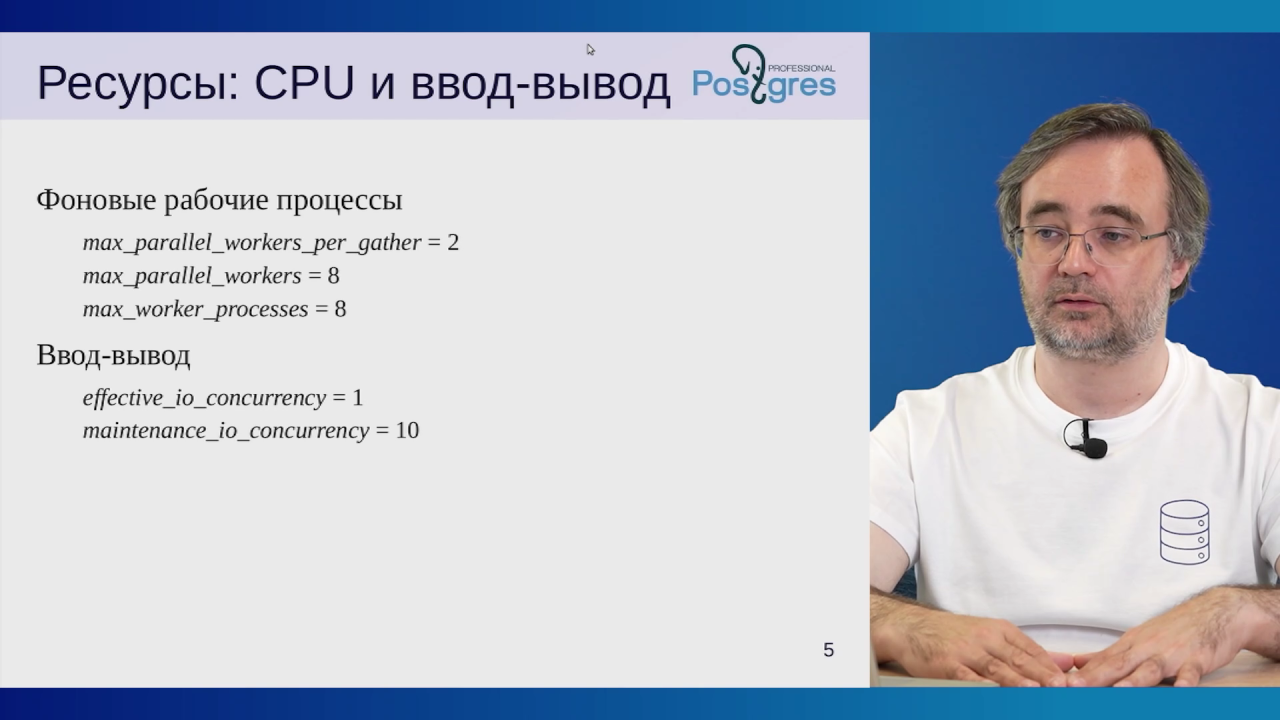 Ресурсы: CPU и ввод-вывод
PROFESSIONAL
Postgres
Фоновые рабочие процессы
max_parallel_workers_per_gather = 2
max_parallel_workers = 8
max_worker_processes = 8
Ввод-вывод
effective_io_concurrency = 1
maintenance_io_concurrency = 10
5